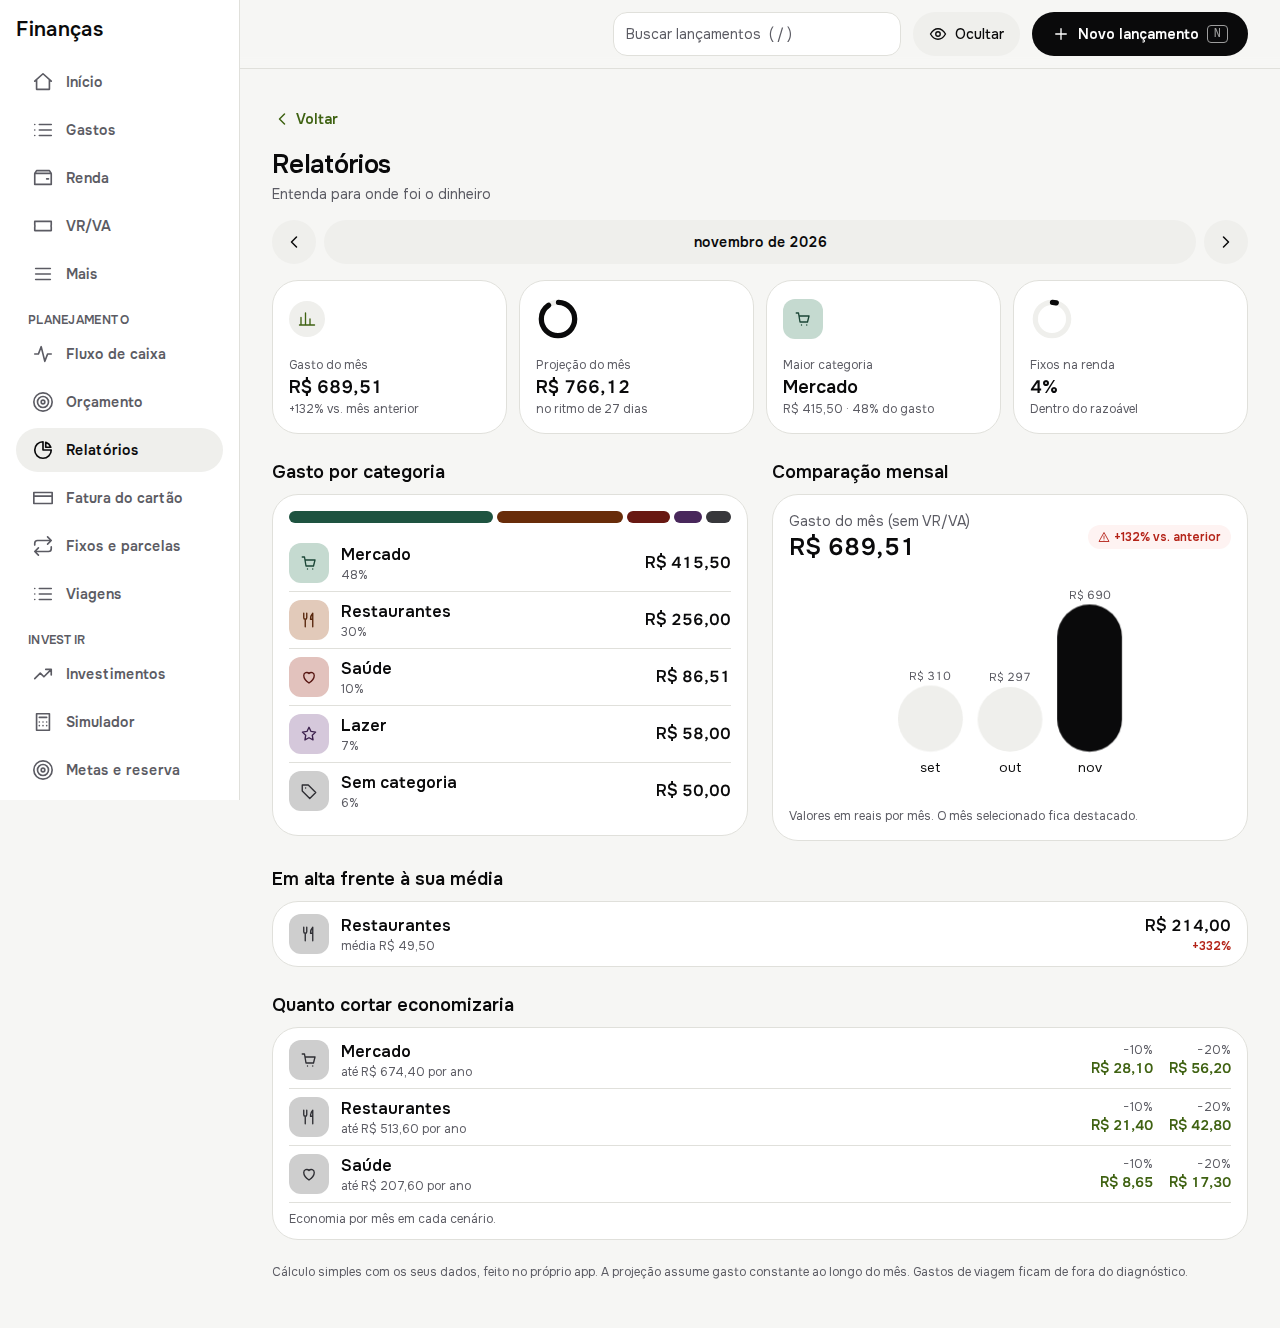 Finanças
Buscar lançamentos ( / )
Ocultar
Novo lançamento N
Início
Gastos
Renda
VR/VA
Mais
PLANEJAMENTO
Fluxo de caixa
Orçamento
Relatórios
Fatura do cartão
Fixos e parcelas
Viagens
INVESTIR
Investimentos
Simulador
Metas e reserva
Voltar
Relatórios
Entenda para onde foi o dinheiro
novembro de 2026
Gasto do mês
R$ 689,51
+132% vs. mês anterior
Projeção do mês
R$ 766,12
no ritmo de 27 dias
Maior categoria
Mercado
R$ 415,50 · 48% do gasto
Fixos na renda
4%
Dentro do razoável
Gasto por categoria
Mercado
48%
R$ 415,50
Restaurantes
30%
R$ 256,00
Saúde
10%
R$ 86,51
Lazer
7%
R$ 58,00
Sem categoria
6%
R$ 50,00
Comparação mensal
Gasto do mês (sem VR/VA)
R$ 689,51
+132% vs. anterior
R$ 310
R$ 297
R$ 690
set
out
nov
Valores em reais por mês. O mês selecionado fica destacado.
Em alta frente à sua média
Restaurantes
média R$ 49,50
R$ 214,00
+332%
Quanto cortar economizaria
Mercado
até R$ 674,40 por ano
-10%
R$ 28,10
-20%
R$ 56,20
Restaurantes
até R$ 513,60 por ano
-10%
R$ 21,40
-20%
R$ 42,80
Saúde
até R$ 207,60 por ano
-10%
R$ 8,65
-20%
R$ 17,30
Economia por mês em cada cenário.
Cálculo simples com os seus dados, feito no próprio app. A projeção assume gasto constante ao longo do mês. Gastos de viagem ficam de fora do diagnóstico.